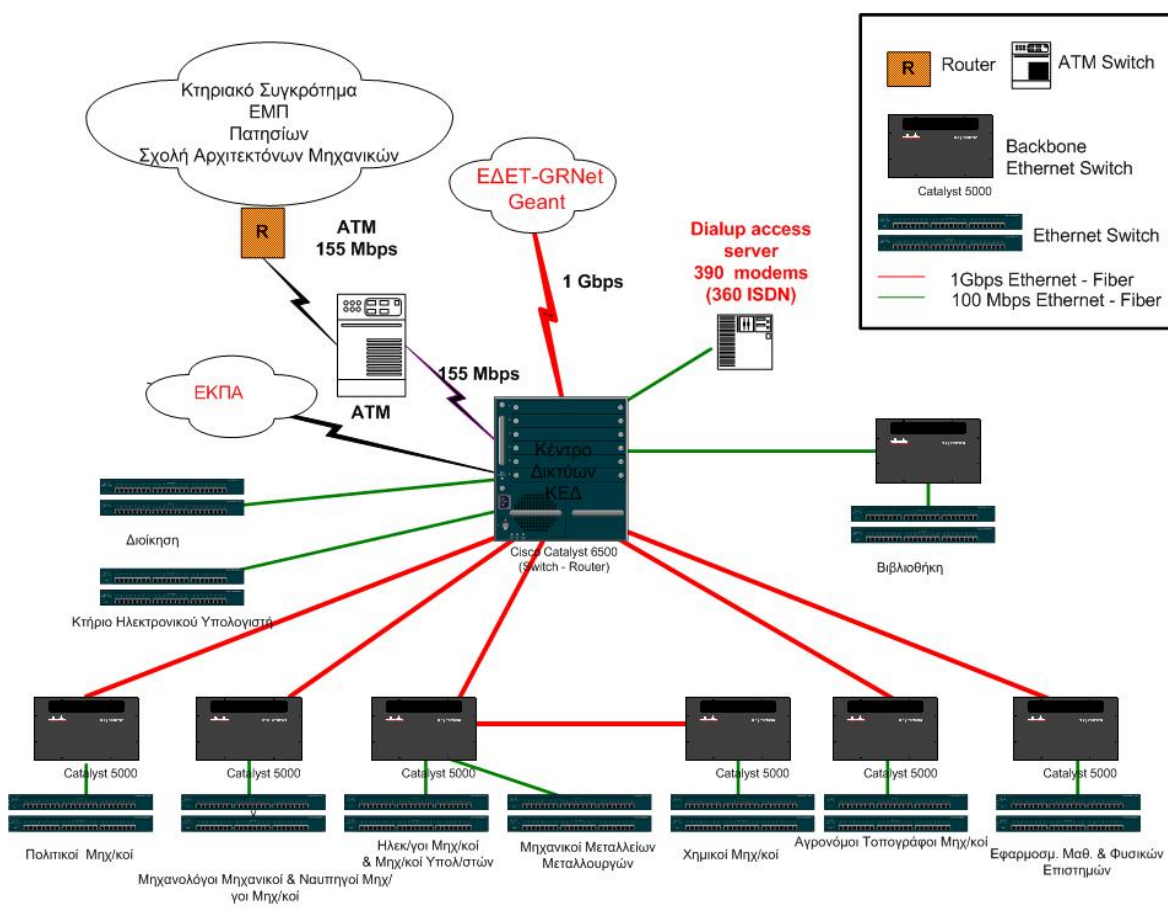 Κτηριακό Συγκρότημα
ΕΜΠ
Πατησίων
Σχολή Αρχιτεκτόνων Μηχανικών
R
ATM
155 Mbps
ΕΔΕΤ-GRNet
Geant
1 Gbps
Dialup access
server
390 modems
(360 ISDN)
R
Router
ATM Switch
Backbone
Ethernet Switch
Catalyst 5000
Ethernet Switch
1Gbps Ethernet - Fiber
100 Mbps Ethernet - Fiber
155 Mbps
ATM
ΕΚΠΑ
Κέντρο
Δικτύων
ΚΕΔ
Cisco Catalyst 6500
(Switch - Router)
Διοίκηση
Κτήριο Ηλεκτρονικού Υπολογιστή
Βιβλιοθήκη
Catalyst 5000
Catalyst 5000
Catalyst 5000
Catalyst 5000
Catalyst 5000
Catalyst 5000
Πολιτικοί Μηχ/κοί
Μηχανολόγοι Μηχανικοί & Ναυπηγοί Μηχ/
γοι Μηχ/κοί
Ηλεκ/γοι Μηχ/κοί
& Μηχ/κοί Υπολ/στών
Μηχανικοί Μεταλλείων
Μεταλλουργών
Χημικοί Μηχ/κοί
Αγρονόμοι Τοπογράφοι Μηχ/κοί
Εφαρμοσμ. Μαθ. & Φυσικών
Επιστημών